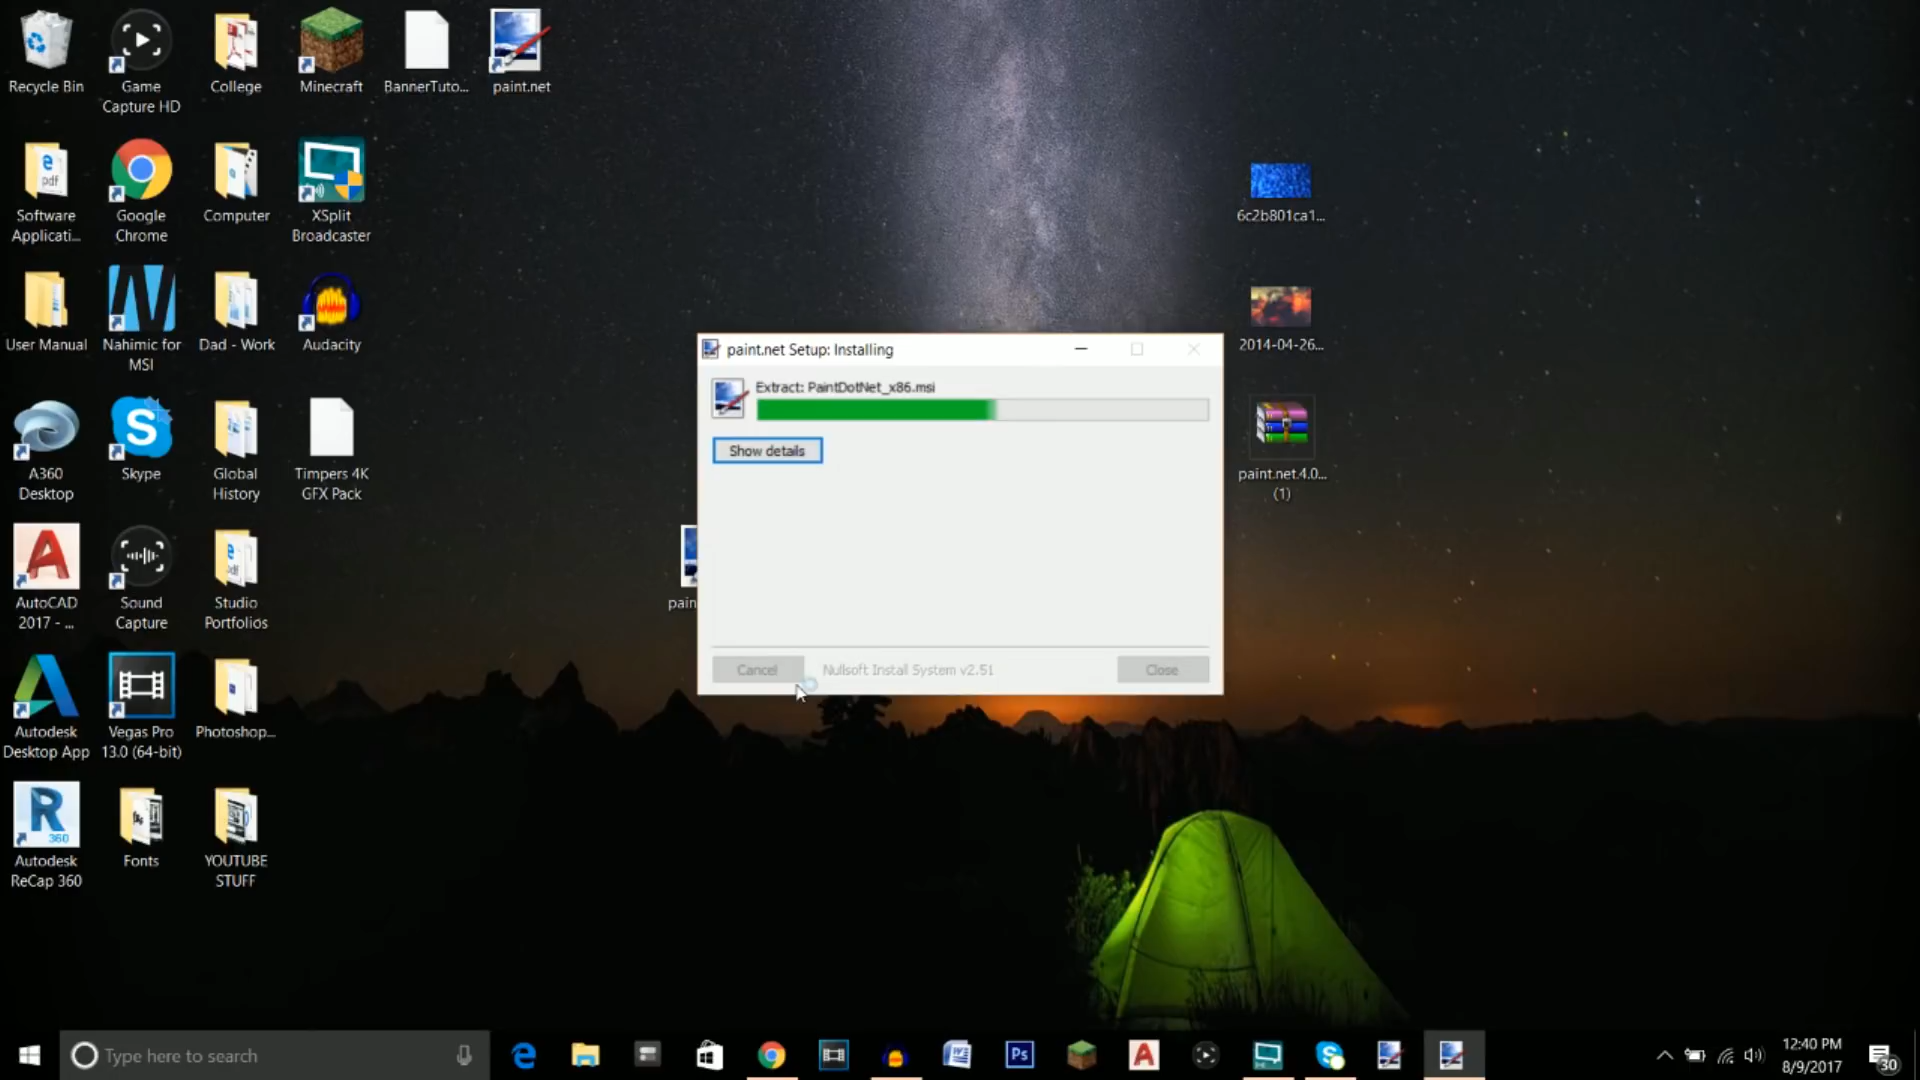 Recycle Bin
Game
Capture HD
College
Minecraft
BannerTuto...
paint.net
Software
Applicati...
Google
Chrome
Computer
XSplit
Broadcaster
6c2b801ca1...
User Manual
Nahimic for
MSI
Dad - Work
Audacity
2014-04-26...
paint.net Setup: Installing
Extract: PaintDotNet_x86.msi
Show details
Cancel
Nullsoft Install System v2.51
Close
A360
Desktop
Skype
Global
History
Timpers 4K
GFX Pack
paint.net.4.0...
(1)
AutoCAD
2017 - ...
Sound
Capture
Studio
Portfolios
pain
Autodesk
Desktop App
Vegas Pro
13.0 (64-bit)
Photoshop...
360
Autodesk
ReCap 360
Fonts
YOUTUBE
STUFF
Type here to search
Ps
12:40 PM
8/9/2017
30